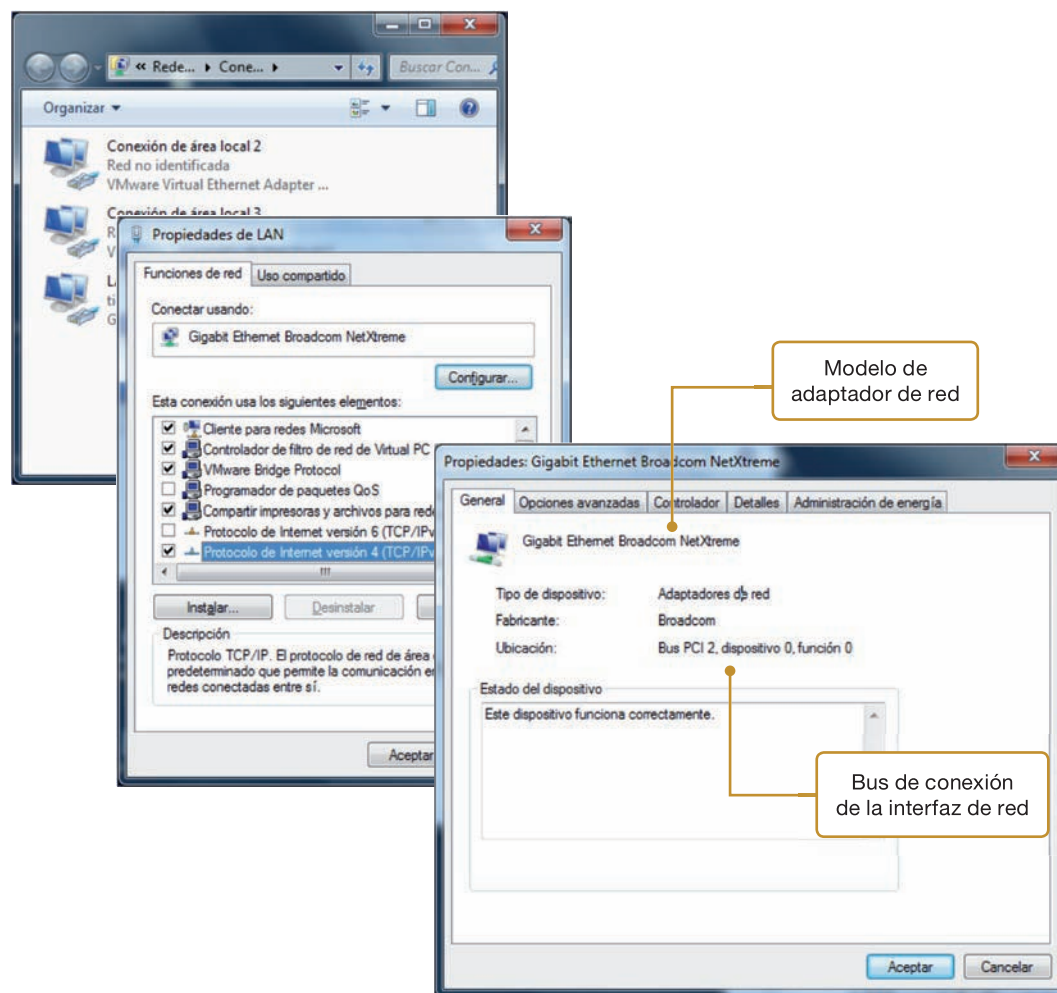 « Rede... ▸ Cone... ▸
Buscar Con...
Organizar
Conexión de área local 2
Red no identificada
VMware Virtual Ethernet Adapter ...
Conexión de área local 3
Propiedades de LAN
Funciones de red
Uso compartido
Conectar usando:
Gigabit Ethernet Broadcom NetXtreme
Configurar...
Esta conexión usa los siguientes elementos:
Cliente para redes Microsoft
Controlador de filtro de red de Virtual PC
VMware Bridge Protocol
Programador de paquetes QoS
Compartir impresoras y archivos para rede
Protocolo de Internet versión 6 (TCP/IPv
Protocolo de Internet versión 4 (TCP/IPv
Instalar...
Desinstalar
Descripción
Protocolo TCP/IP. El protocolo de red de área
predeterminado que permite la comunicación en
redes conectadas entre sí.
Aceptar
Modelo de
adaptador de red
Propiedades: Gigabit Ethernet Broadcom NetXtreme
General
Opciones avanzadas
Controlador
Detalles
Administración de energía
Gigabit Ethernet Broadcom NetXtreme
Tipo de dispositivo: Adaptadores de red
Fabricante: Broadcom
Ubicación: Bus PCI 2, dispositivo 0, función 0
Estado del dispositivo
Este dispositivo funciona correctamente.
Bus de conexión
de la interfaz de red
Aceptar
Cancelar